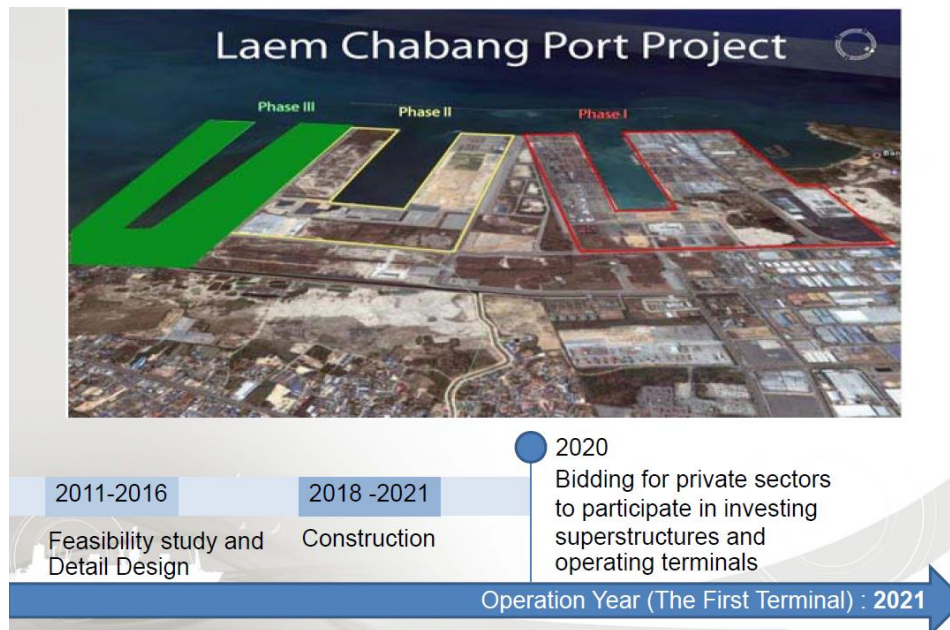 Laem Chabang Port Project
Phase III
Phase II
Phase I
Ban
2020
Bidding for private sectors
to participate in investing
superstructures and
operating terminals
2011-2016
Feasibility study and
Detail Design
2018 -2021
Construction
Operation Year (The First Terminal) : 2021